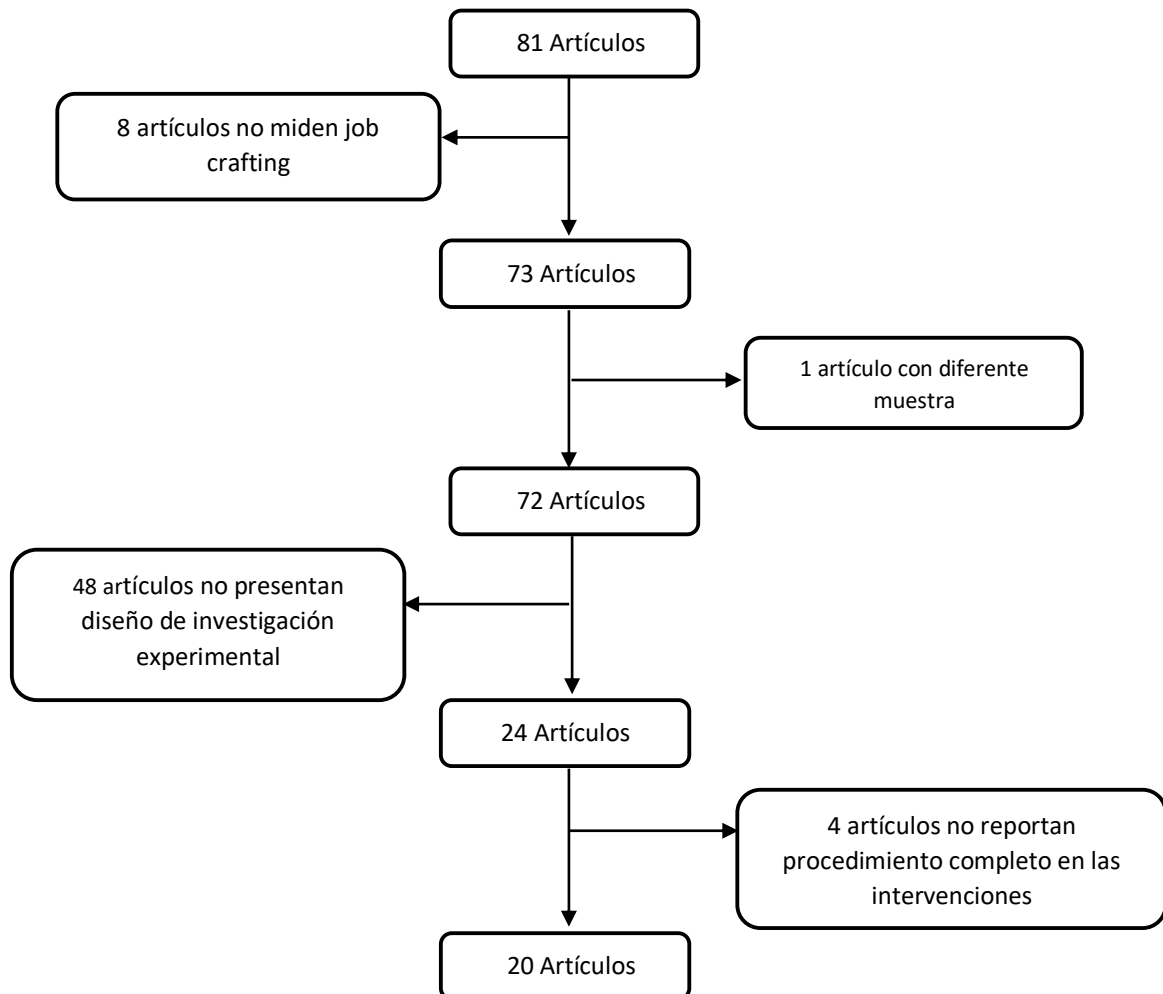 81 Artículos
8 artículos no miden job
crafting
73 Artículos
1 artículo con diferente
muestra
72 Artículos
48 artículos no presentan
diseño de investigación
experimental
24 Artículos
4 artículos no reportan
procedimiento completo en las
intervenciones
20 Artículos